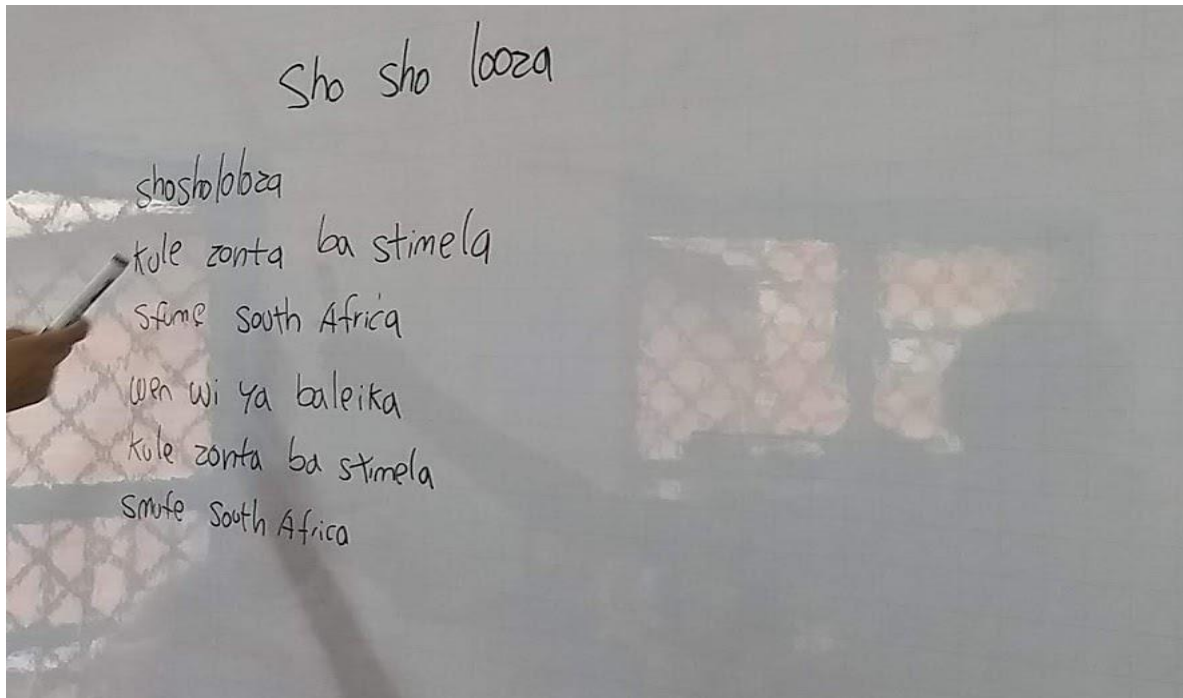 Sho sho looza
shosholooza
kule zonta ba stimela
sfume South Africa
wen wi ya baleika
kule zonta ba stimela
smufe South Africa